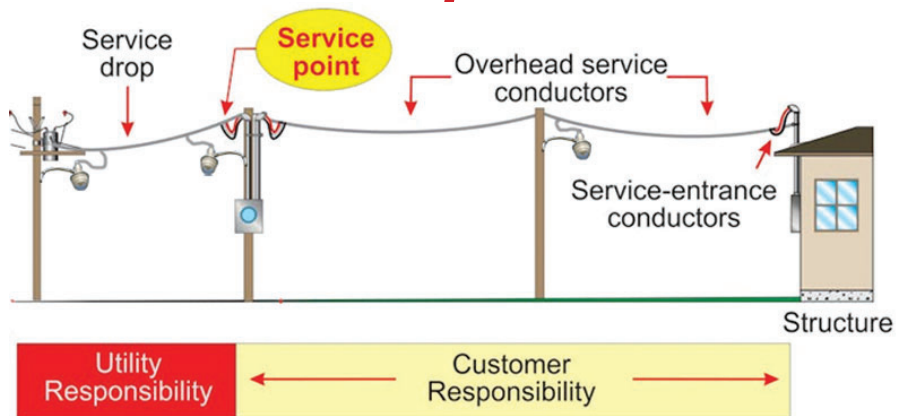 Service
drop
Service
point
Overhead service
conductors
Service-entrance
conductors
Structure
Utility
Responsibility
Customer
Responsibility